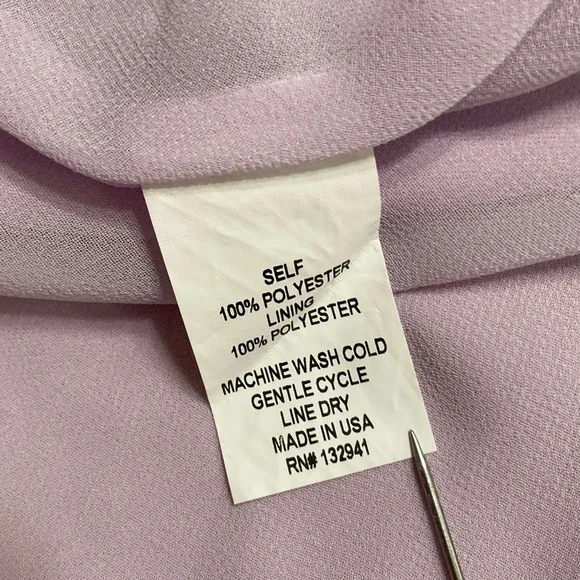 SELF
100% POLYESTER
LINING
100% POLYESTER
MACHINE WASH COLD
GENTLE CYCLE
LINE DRY
MADE IN USA
RN# 132941